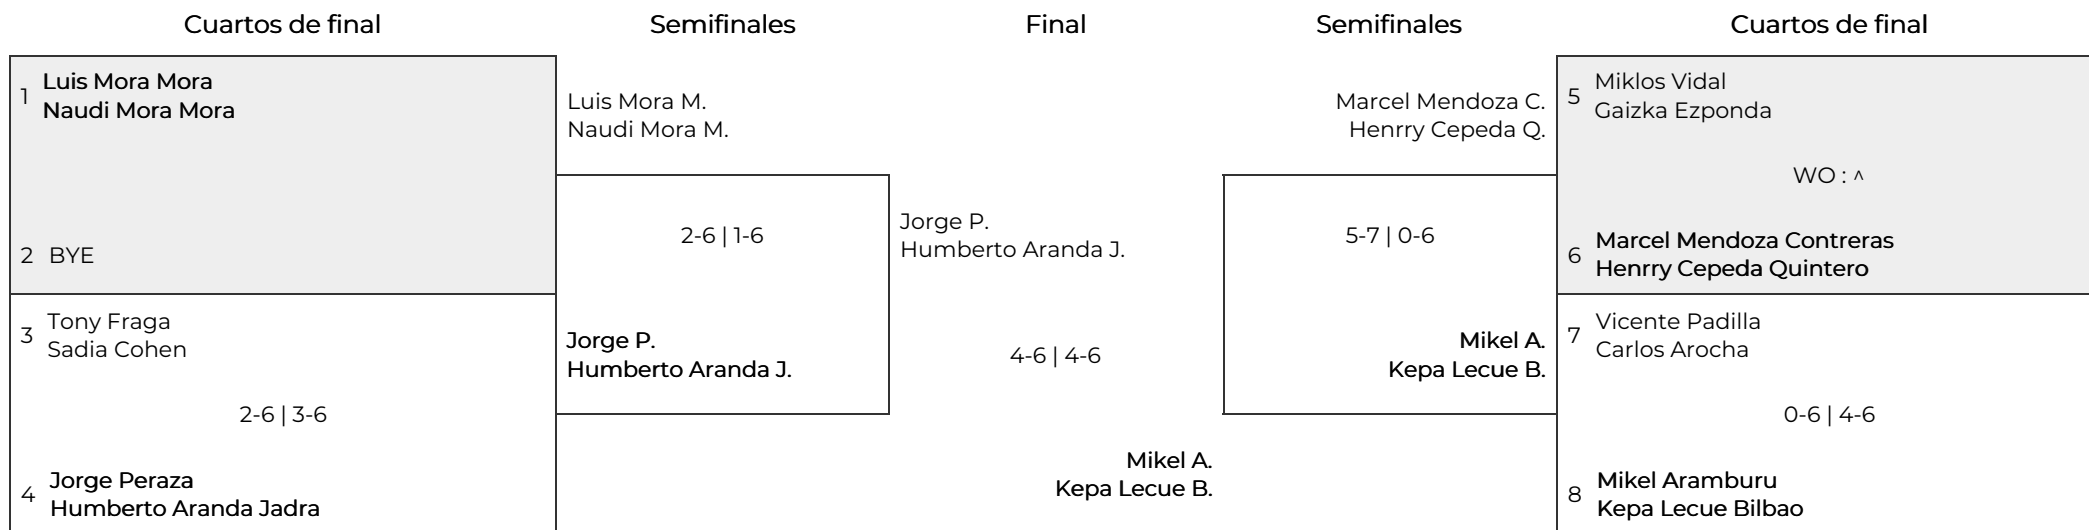 Cuartos de final
Semifinales
Final
Semifinales
Cuartos de final
1
Luis Mora Mora
Naudi Mora Mora
2 BYE
3
Tony Fraga
Sadia Cohen
2-6 | 3-6
4
Jorge Peraza
Humberto Aranda Jadra
Luis Mora M.
Naudi Mora M.
2-6 | 1-6
Jorge P.
Humberto Aranda J.
Jorge P.
Humberto Aranda J.
4-6 | 4-6
Mikel A.
Kepa Lecue B.
Marcel Mendoza C.
Henrry Cepeda Q.
5-7 | 0-6
Mikel A.
Kepa Lecue B.
5
Miklos Vidal
Gaizka Ezponda
WO : ^
6
Marcel Mendoza Contreras
Henrry Cepeda Quintero
7
Vicente Padilla
Carlos Arocha
0-6 | 4-6
8
Mikel Aramburu
Kepa Lecue Bilbao